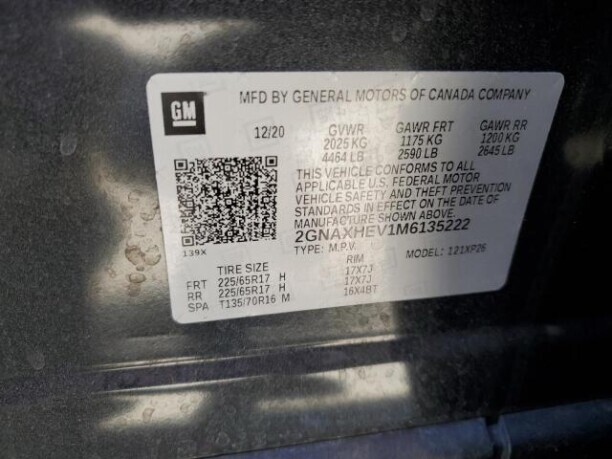 GM
MFD BY GENERAL MOTORS OF CANADA COMPANY
12/20 GVWR GAWR FRT GAWR RR
2025 KG 1175 KG 1200 KG
4464 LB 2590 LB 2645 LB
THIS VEHICLE CONFORMS TO ALL
APPLICABLE U.S. FEDERAL MOTOR
VEHICLE SAFETY AND THEFT PREVENTION
STANDARDS IN EFFECT ON THE DATE OF
MANUFACTURE SHOWN ABOVE.
2GNAXHEV1M6135222
139X TYPE: M.P.V. MODEL: 121XP26
TIRE SIZE RIM
FRT 225/65R17 H 17X7J
RR 225/65R17 H 17X7J
SPA T135/70R16 M 16X4BT